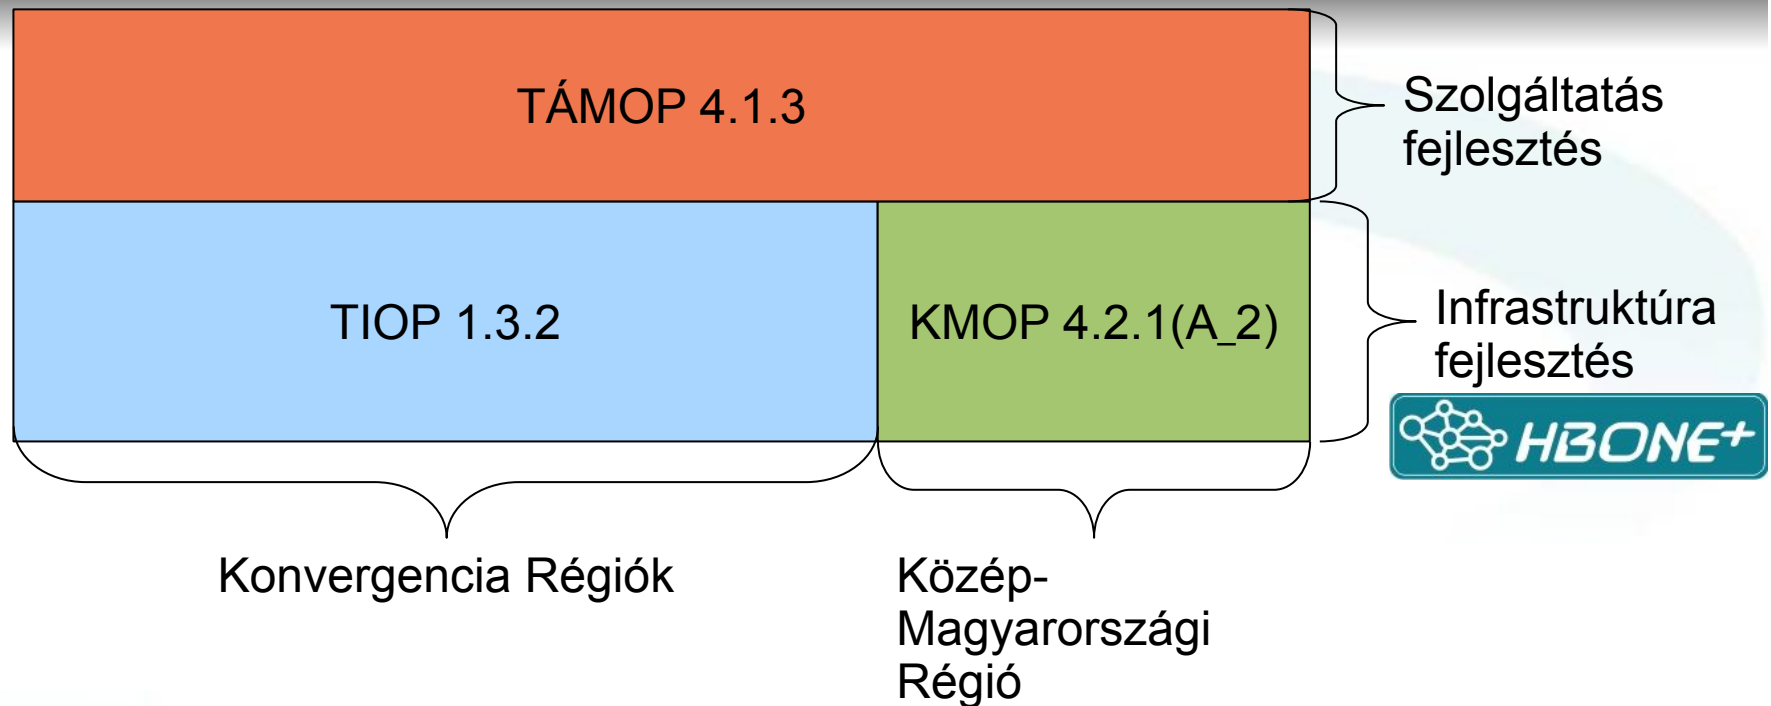 TÁMOP 4.1.3
Szolgáltatás
fejlesztés
TIOP 1.3.2
KMOP 4.2.1(A_2)
Infrastruktúra
fejlesztés
HBONE+
Konvergencia Régiók
Közép-
Magyarországi
Régió